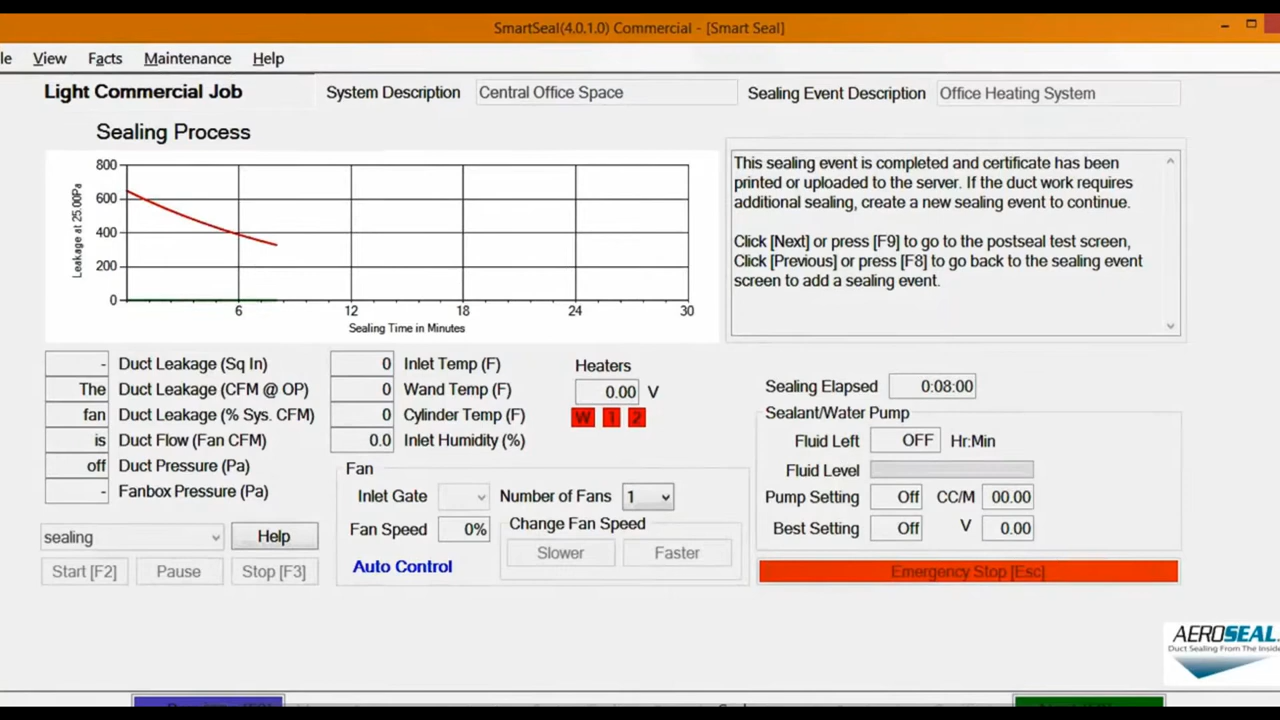 SmartSeal(4.0.1.0) Commercial - [Smart Seal]
le View Facts Maintenance Help
Light Commercial Job System Description Central Office Space Sealing Event Description Office Heating System
Sealing Process
800
600
400
200
0
6 12 18 24 30
Leakage at 25.00Pa
Sealing Time in Minutes
This sealing event is completed and certificate has been
printed or uploaded to the server. If the duct work requires
additional sealing, create a new sealing event to continue.
Click [Next] or press [F9] to go to the postseal test screen,
Click [Previous] or press [F8] to go back to the sealing event
screen to add a sealing event.
- Duct Leakage (Sq In)
The Duct Leakage (CFM @ OP)
fan Duct Leakage (% Sys. CFM)
is Duct Flow (Fan CFM)
off Duct Pressure (Pa)
- Fanbox Pressure (Pa)
0 Inlet Temp (F)
0 Wand Temp (F)
0 Cylinder Temp (F)
0.0 Inlet Humidity (%)
Heaters
0.00 V
W 1 2
Sealing Elapsed 0:08:00
Sealant/Water Pump
Fluid Left OFF Hr:Min
Fluid Level
Pump Setting Off CC/M 00.00
Best Setting Off V 0.00
Fan
Inlet Gate Number of Fans 1
Fan Speed 0% Change Fan Speed
Slower Faster
Auto Control
sealing Help
Start [F2] Pause Stop [F3]
Emergency Stop [Esc]
AEROSEAL.
Duct Sealing From The Inside